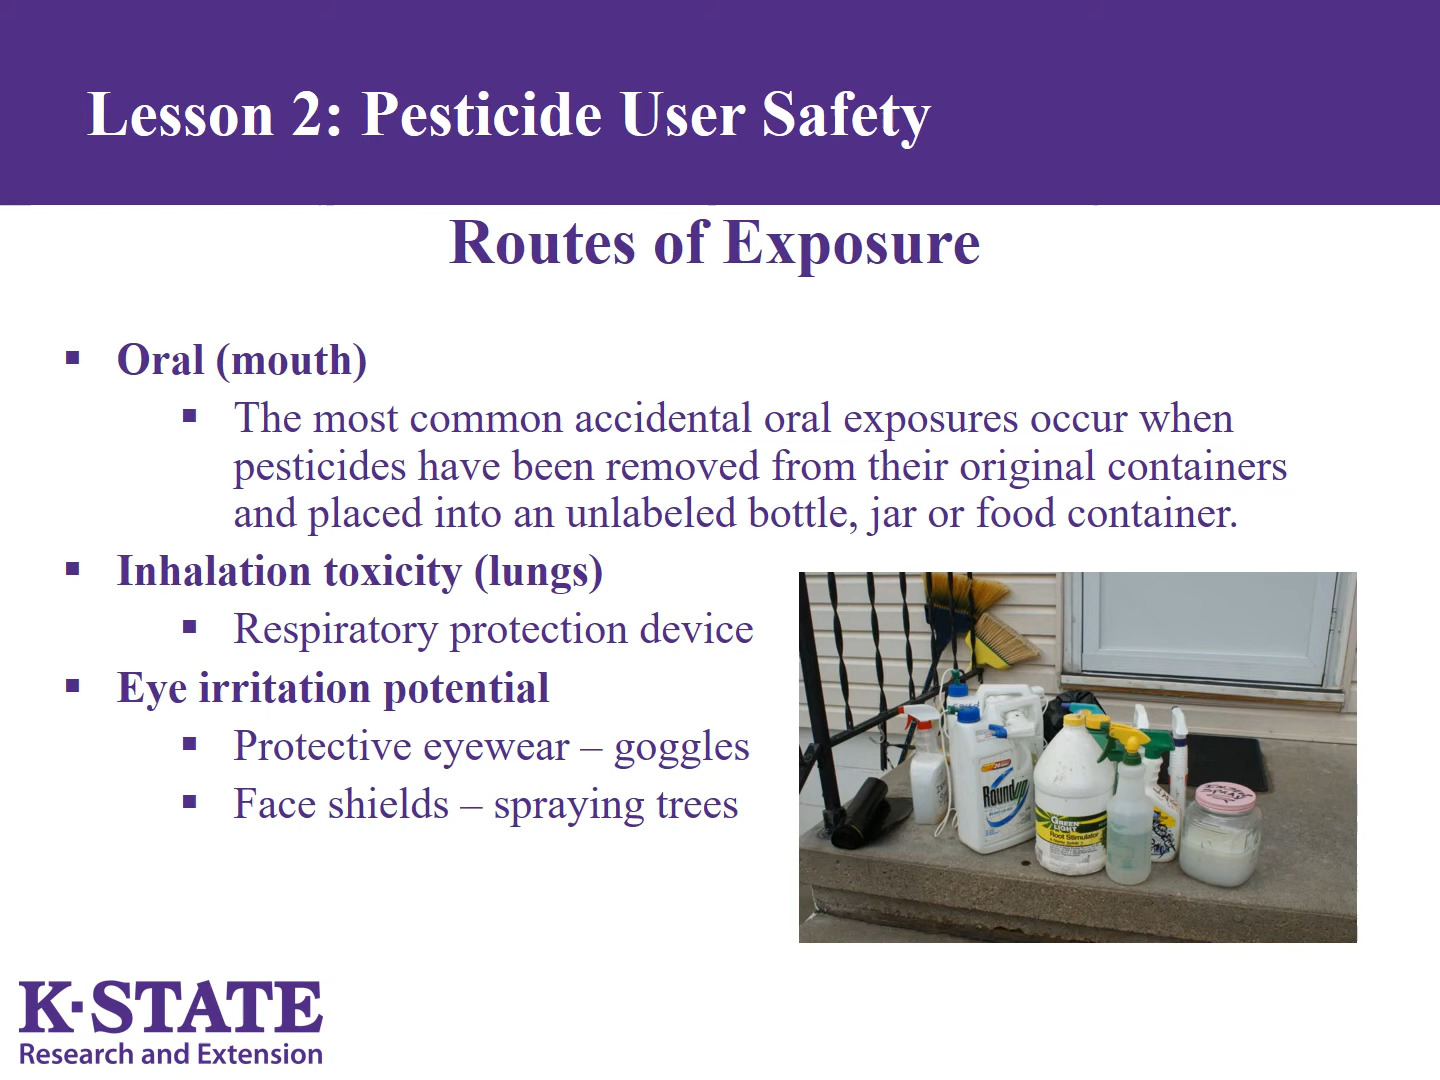 Lesson 2: Pesticide User Safety
Routes of Exposure
▪ Oral (mouth)
▪ The most common accidental oral exposures occur when
pesticides have been removed from their original containers
and placed into an unlabeled bottle, jar or food container.
▪ Inhalation toxicity (lungs)
▪ Respiratory protection device
▪ Eye irritation potential
▪ Protective eyewear – goggles
▪ Face shields – spraying trees
Roundup
GREEN LIGHT
Root Stimulator
K·STATE
Research and Extension